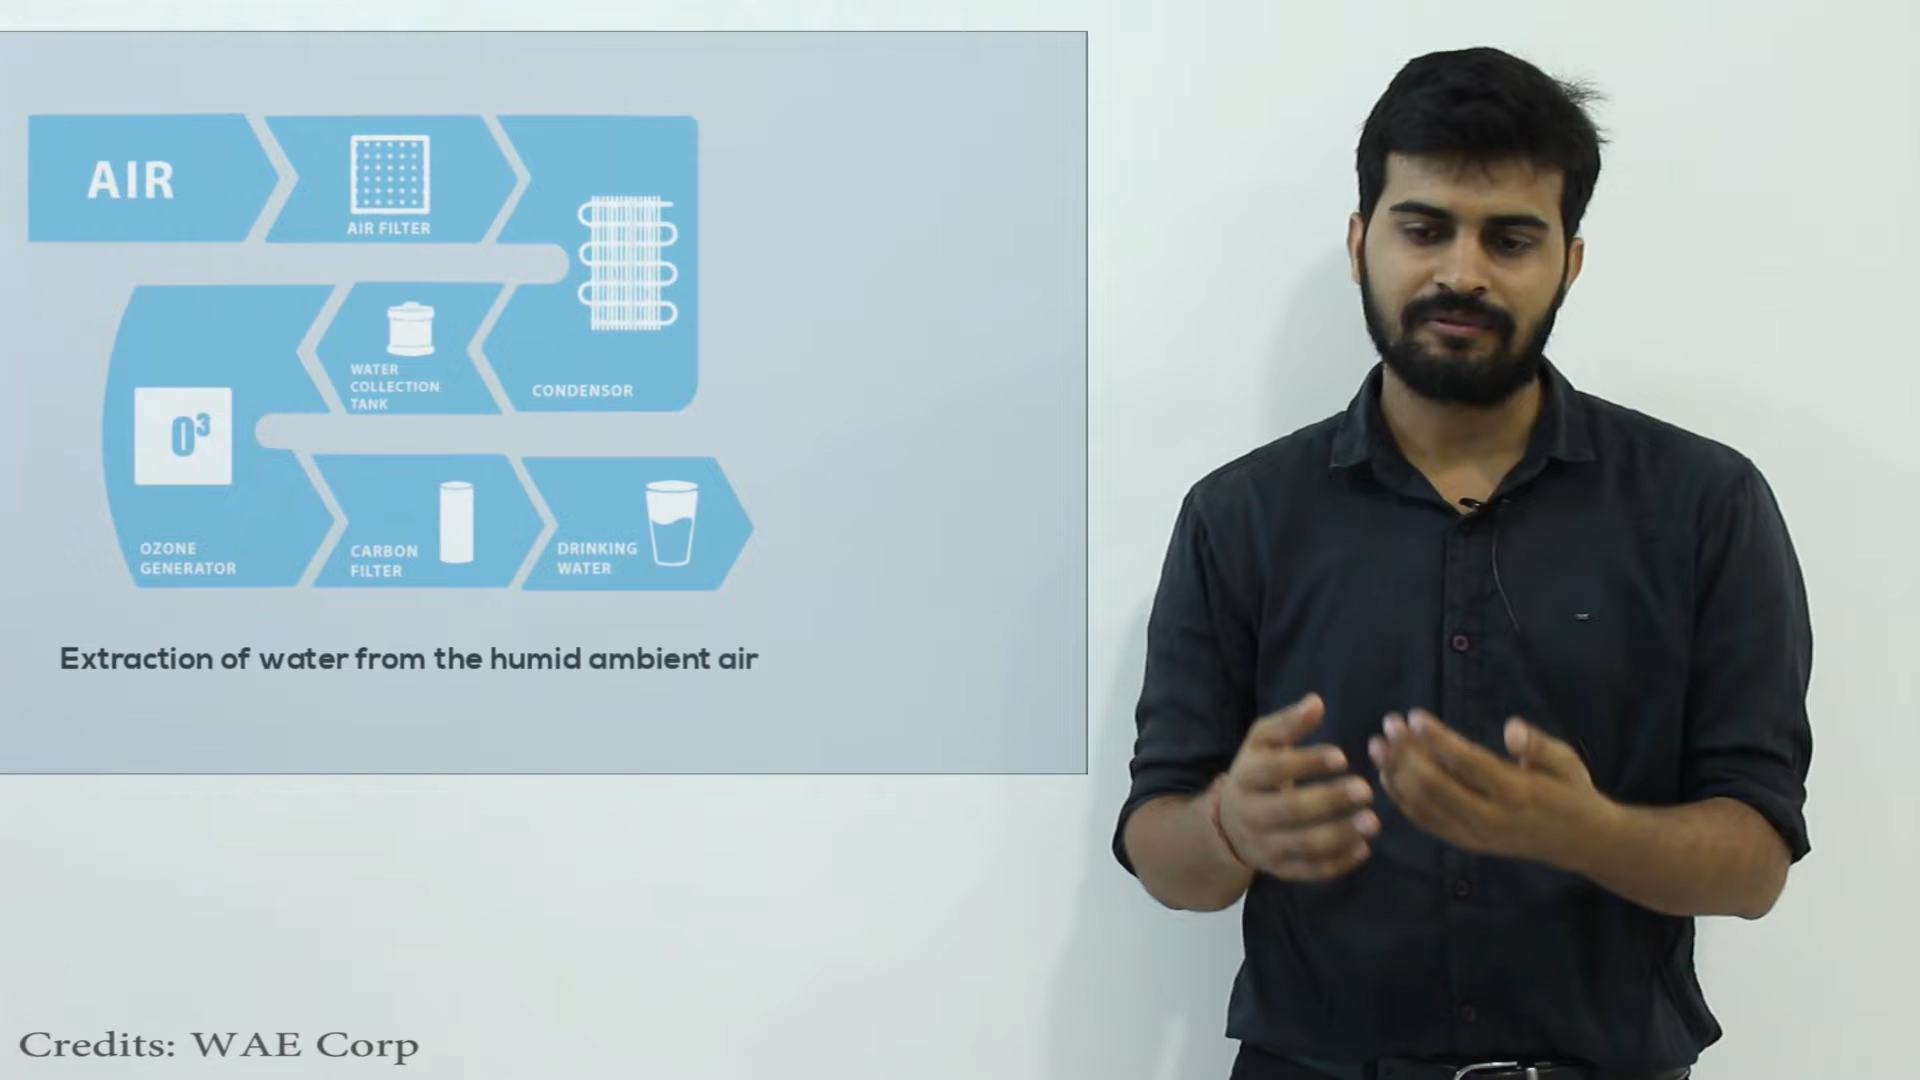 AIR
AIR FILTER
CONDENSOR
WATER
COLLECTION
TANK
O³
OZONE
GENERATOR
CARBON
FILTER
DRINKING
WATER
Extraction of water from the humid ambient air
Credits: WAE Corp